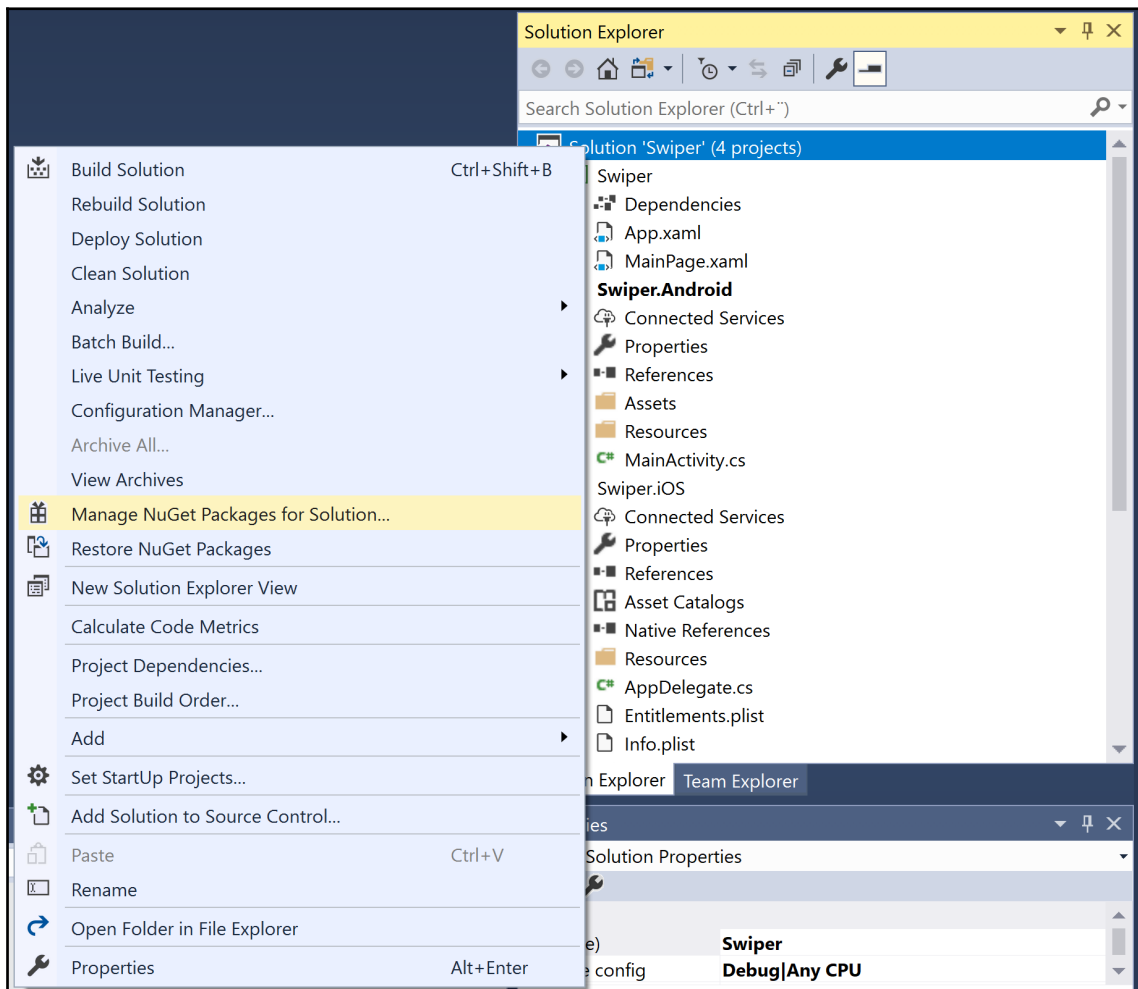 Solution Explorer
Search Solution Explorer (Ctrl+¨)
Solution 'Swiper' (4 projects)
Swiper
Dependencies
App.xaml
MainPage.xaml
Swiper.Android
Connected Services
Properties
References
Assets
Resources
C# MainActivity.cs
Swiper.iOS
Connected Services
Properties
References
Asset Catalogs
Native References
Resources
C# AppDelegate.cs
Entitlements.plist
Info.plist
Explorer Team Explorer
Solution Properties
Swiper
config Debug|Any CPU
Build Solution Ctrl+Shift+B
Rebuild Solution
Deploy Solution
Clean Solution
Analyze
Batch Build...
Live Unit Testing
Configuration Manager...
Archive All...
View Archives
Manage NuGet Packages for Solution...
Restore NuGet Packages
New Solution Explorer View
Calculate Code Metrics
Project Dependencies...
Project Build Order...
Add
Set StartUp Projects...
Add Solution to Source Control...
Paste Ctrl+V
Rename
Open Folder in File Explorer
Properties Alt+Enter